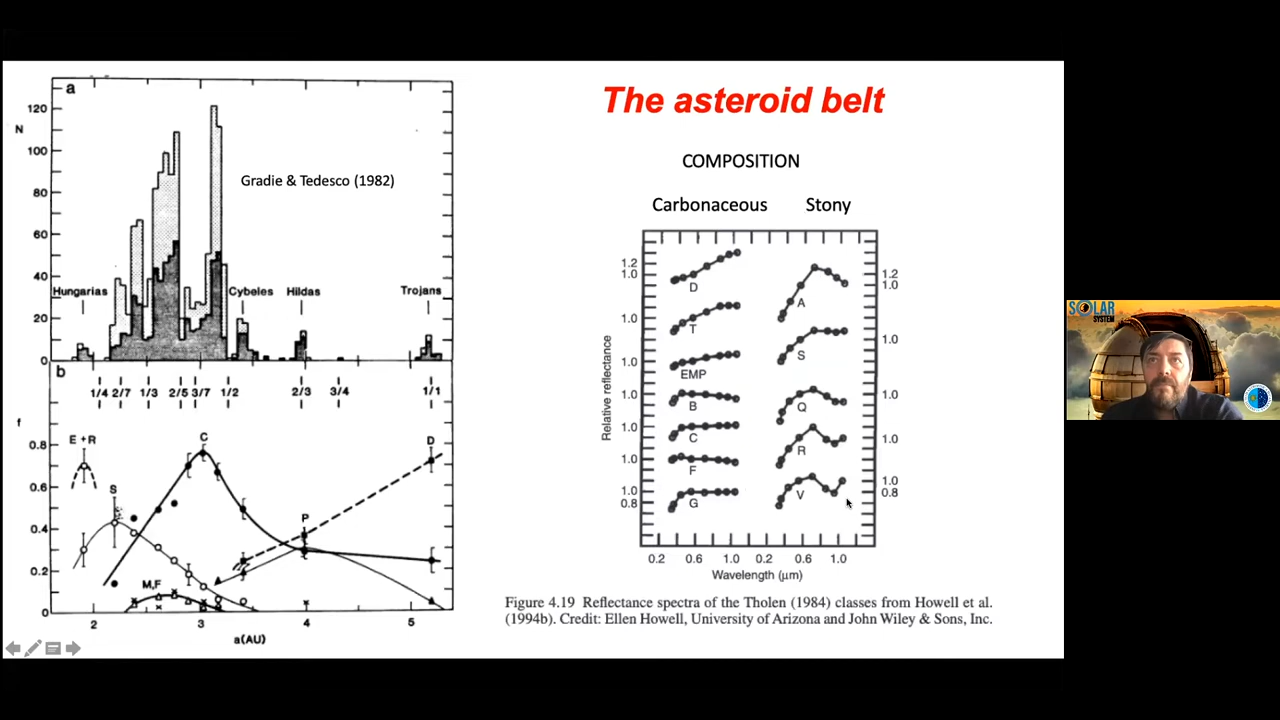 The asteroid belt
COMPOSITION
Carbonaceous Stony
a
120
N
100
80
60
40
20
0
Gradie & Tedesco (1982)
Hungarias
Cybeles
Hildas
Trojans
b
1/4 2/7 1/3 2/5 3/7 1/2 2/3 3/4 1/1
f
0.8
0.6
0.4
0.2
0
E + R
S
C
P
D
M,F
2 3 4 5
a(AU)
Relative reflectance
1.2
1.0
1.0
1.0
1.0
1.0
1.0
1.0
0.8
D
T
EMP
B
C
F
G
A
S
Q
R
V
1.2
1.0
1.0
1.0
1.0
1.0
0.8
0.2 0.6 1.0 0.2 0.6 1.0
Wavelength (μm)
Figure 4.19 Reflectance spectra of the Tholen (1984) classes from Howell et al.
(1994b). Credit: Ellen Howell, University of Arizona and John Wiley & Sons, Inc.
SOLAR
SYSTEM